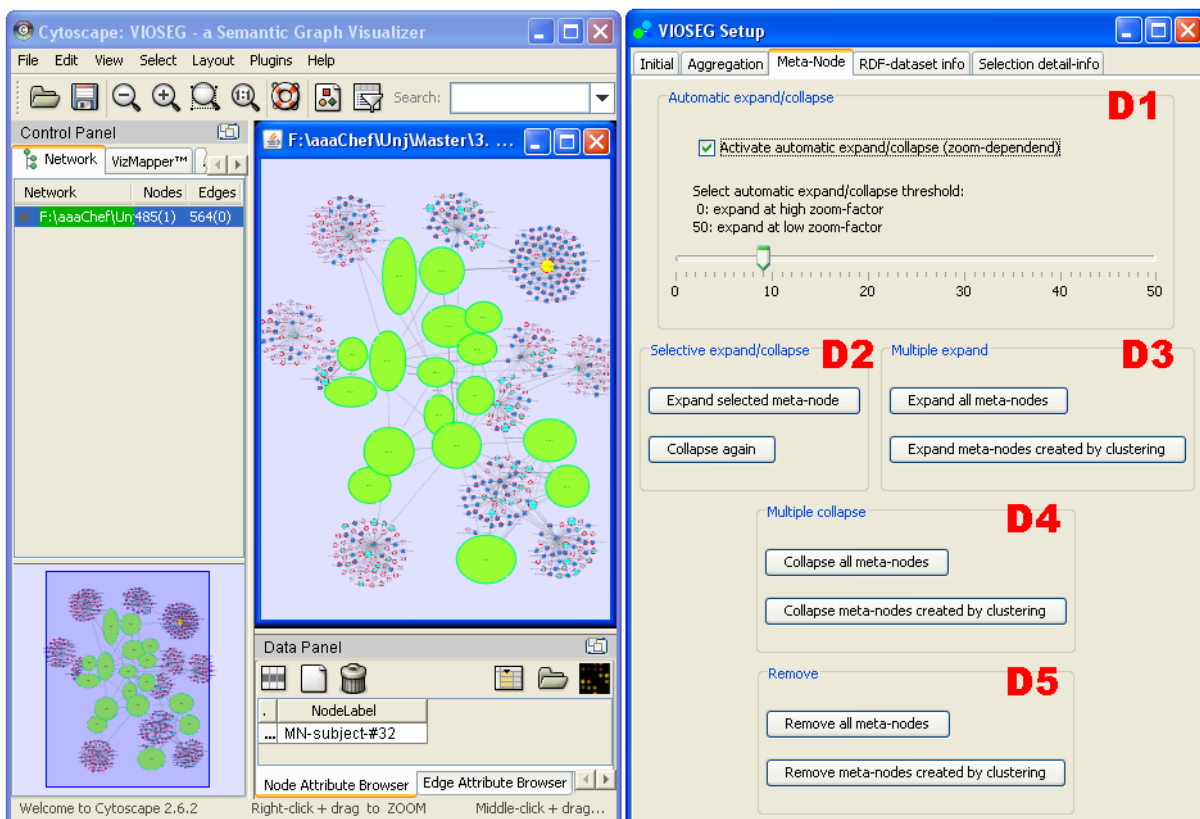 Cytoscape: VIOSEG - a Semantic Graph Visualizer
File Edit View Select Layout Plugins Help
Search:
Control Panel
Network VizMapper™
Network Nodes Edges
F:\aaaChef\Unj 485(1) 564(0)
F:\aaaChef\Unj\Master\3. ...
Data Panel
. NodeLabel
... MN-subject-#32
Node Attribute Browser Edge Attribute Browser
Welcome to Cytoscape 2.6.2 Right-click + drag to ZOOM Middle-click + drag...
VIOSEG Setup
Initial Aggregation Meta-Node RDF-dataset info Selection detail-info
Automatic expand/collapse D1
Activate automatic expand/collapse (zoom-dependend)
Select automatic expand/collapse threshold:
0: expand at high zoom-factor
50: expand at low zoom-factor
0 10 20 30 40 50
Selective expand/collapse D2
Expand selected meta-node
Collapse again
Multiple expand D3
Expand all meta-nodes
Expand meta-nodes created by clustering
Multiple collapse D4
Collapse all meta-nodes
Collapse meta-nodes created by clustering
Remove D5
Remove all meta-nodes
Remove meta-nodes created by clustering